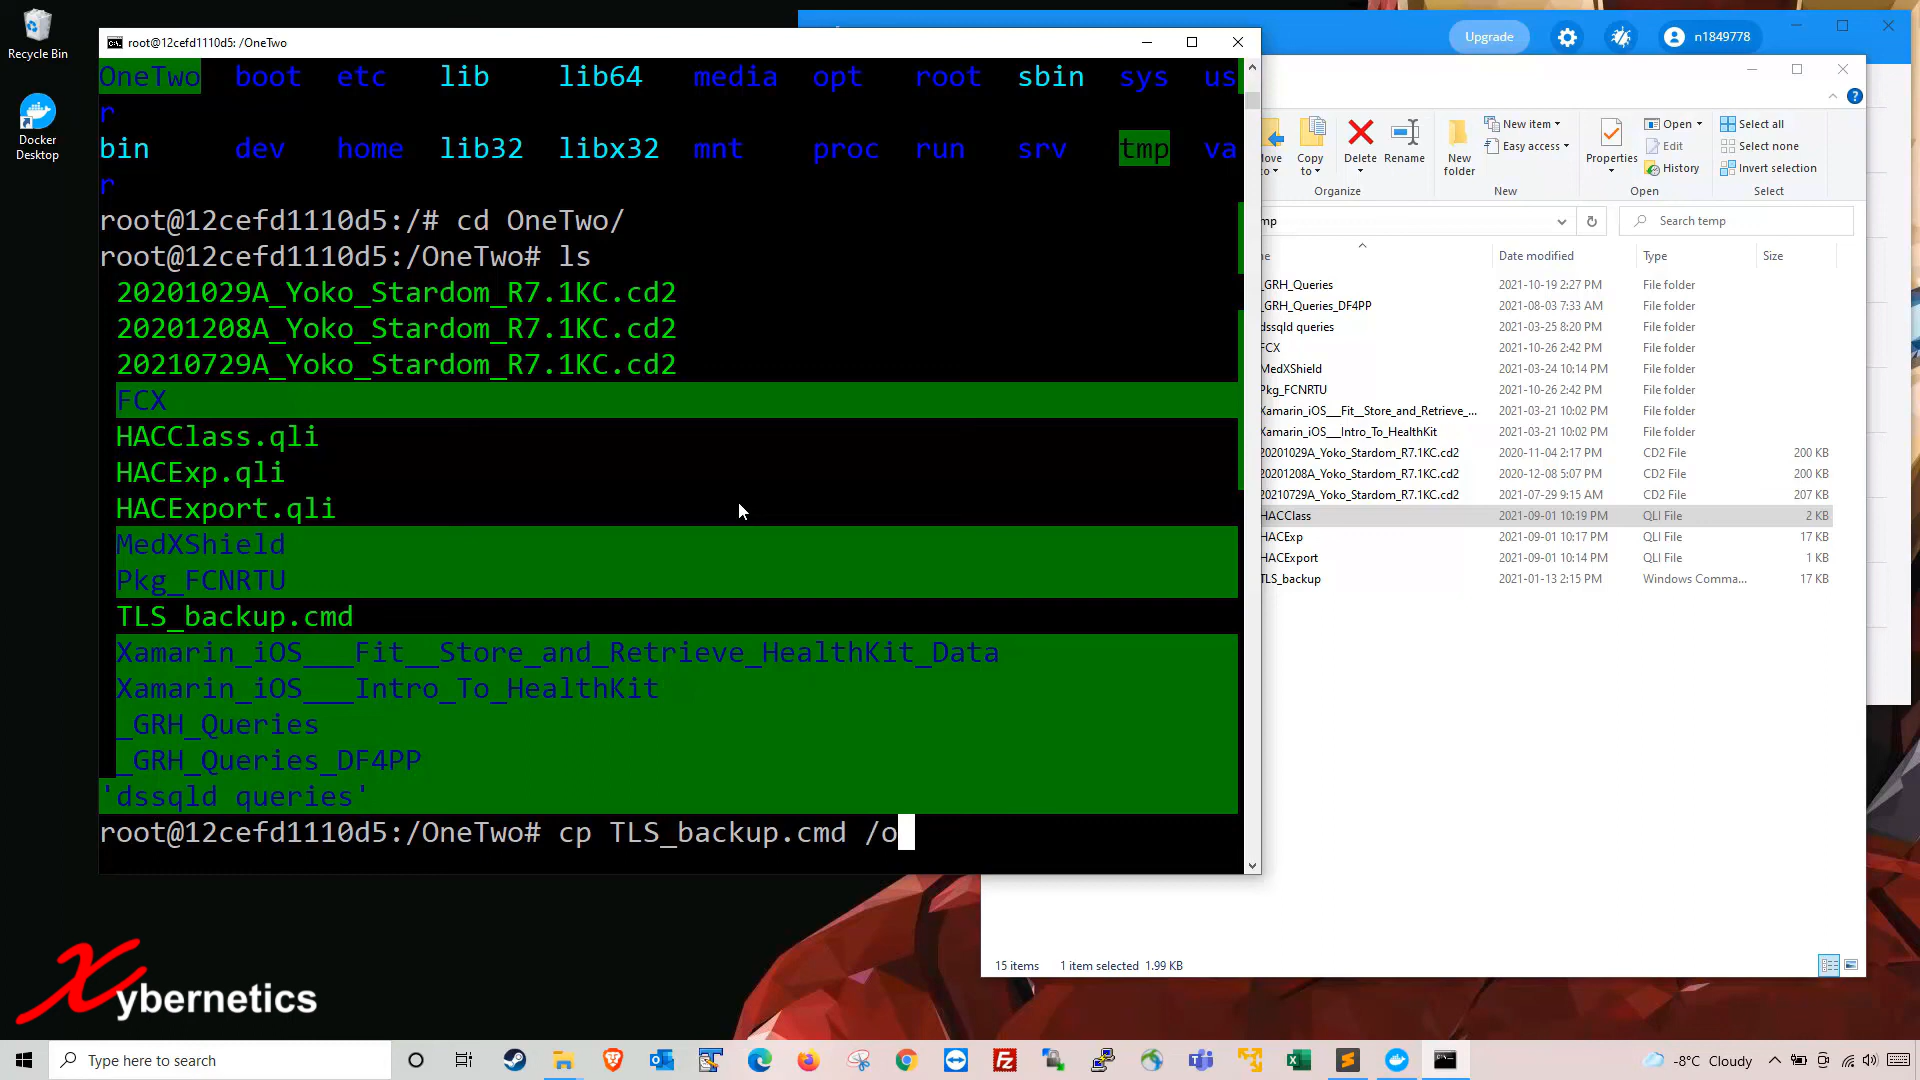 Recycle Bin
Docker
Desktop
root@12cefd1110d5: /OneTwo
OneTwo boot etc lib lib64 media opt root sbin sys us
r
bin dev home lib32 libx32 mnt proc run srv tmp va
r
root@12cefd1110d5:/# cd OneTwo/
root@12cefd1110d5:/OneTwo# ls
20201029A_Yoko_Stardom_R7.1KC.cd2
20201208A_Yoko_Stardom_R7.1KC.cd2
20210729A_Yoko_Stardom_R7.1KC.cd2
FCX
HACClass.qli
HACExp.qli
HACExport.qli
MedXShield
Pkg_FCNRTU
TLS_backup.cmd
Xamarin_iOS___Fit__Store_and_Retrieve_HealthKit_Data
Xamarin_iOS___Intro_To_HealthKit
_GRH_Queries
_GRH_Queries_DF4PP
'dssqld queries'
root@12cefd1110d5:/OneTwo# cp TLS_backup.cmd /o
Upgrade n1849778
Copy
to
Delete
Rename
New
folder
New item
Easy access
Properties
Open
Edit
History
Select all
Select none
Invert selection
Organize New Open Select
mp Search temp
Date modified Type Size
_GRH_Queries 2021-10-19 2:27 PM File folder
_GRH_Queries_DF4PP 2021-08-03 7:33 AM File folder
dssqld queries 2021-03-25 8:20 PM File folder
FCX 2021-10-26 2:42 PM File folder
MedXShield 2021-03-24 10:14 PM File folder
Pkg_FCNRTU 2021-10-26 2:42 PM File folder
Xamarin_iOS___Fit__Store_and_Retrieve_... 2021-03-21 10:02 PM File folder
Xamarin_iOS___Intro_To_HealthKit 2021-03-21 10:02 PM File folder
20201029A_Yoko_Stardom_R7.1KC.cd2 2020-11-04 2:17 PM CD2 File 200 KB
20201208A_Yoko_Stardom_R7.1KC.cd2 2020-12-08 5:07 PM CD2 File 200 KB
20210729A_Yoko_Stardom_R7.1KC.cd2 2021-07-29 9:15 AM CD2 File 207 KB
HACClass 2021-09-01 10:19 PM QLI File 2 KB
HACExp 2021-09-01 10:17 PM QLI File 17 KB
HACExport 2021-09-01 10:14 PM QLI File 1 KB
TLS_backup 2021-01-13 2:15 PM Windows Comma... 17 KB
15 items 1 item selected 1.99 KB
Xybernetics
Type here to search
-8°C Cloudy